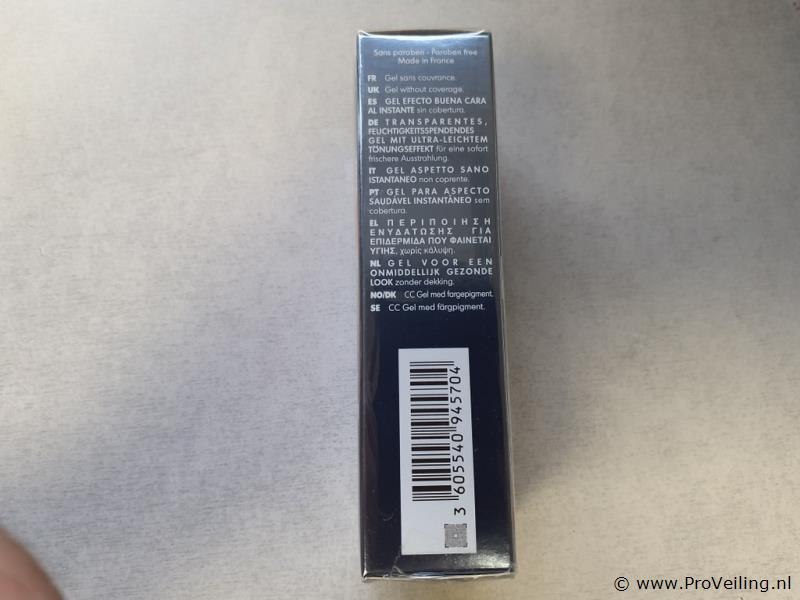 Sans paraben - Paraben free
Made in France
FR Gel sans couvrance.
UK Gel without coverage.
ES GEL EFECTO BUENA CARA
AL INSTANTE sin cobertura.
DE TRANSPARENTES,
FEUCHTIGKEITSSPENDENDES
GEL MIT ULTRA-LEICHTEM
TÖNUNGSEFFEKT für eine sofort
frischere Ausstrahlung.
IT GEL ASPETTO SANO
ISTANTANEO non coprente.
PT GEL PARA ASPECTO
SAUDÁVEL INSTANTÂNEO sem
cobertura.
EL ΠΕΡΙΠΟΙΗΣΗ
ΕΝΥΔΑΤΩΣΗΣ ΓΙΑ
ΕΠΙΔΕΡΜΙΔΑ ΠΟΥ ΦΑΙΝΕΤΑΙ
ΥΓΙΗΣ, χωρίς κάλυψη.
NL GEL VOOR EEN
ONMIDDELLIJK GEZONDE
LOOK zonder dekking.
NO/DK CC Gel med fargepigment.
SE CC Gel med färgpigment.
3 605540 945704
© www.ProVeiling.nl